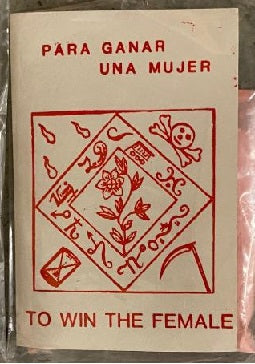 PARA GANAR
UNA MUJER
TO WIN THE FEMALE